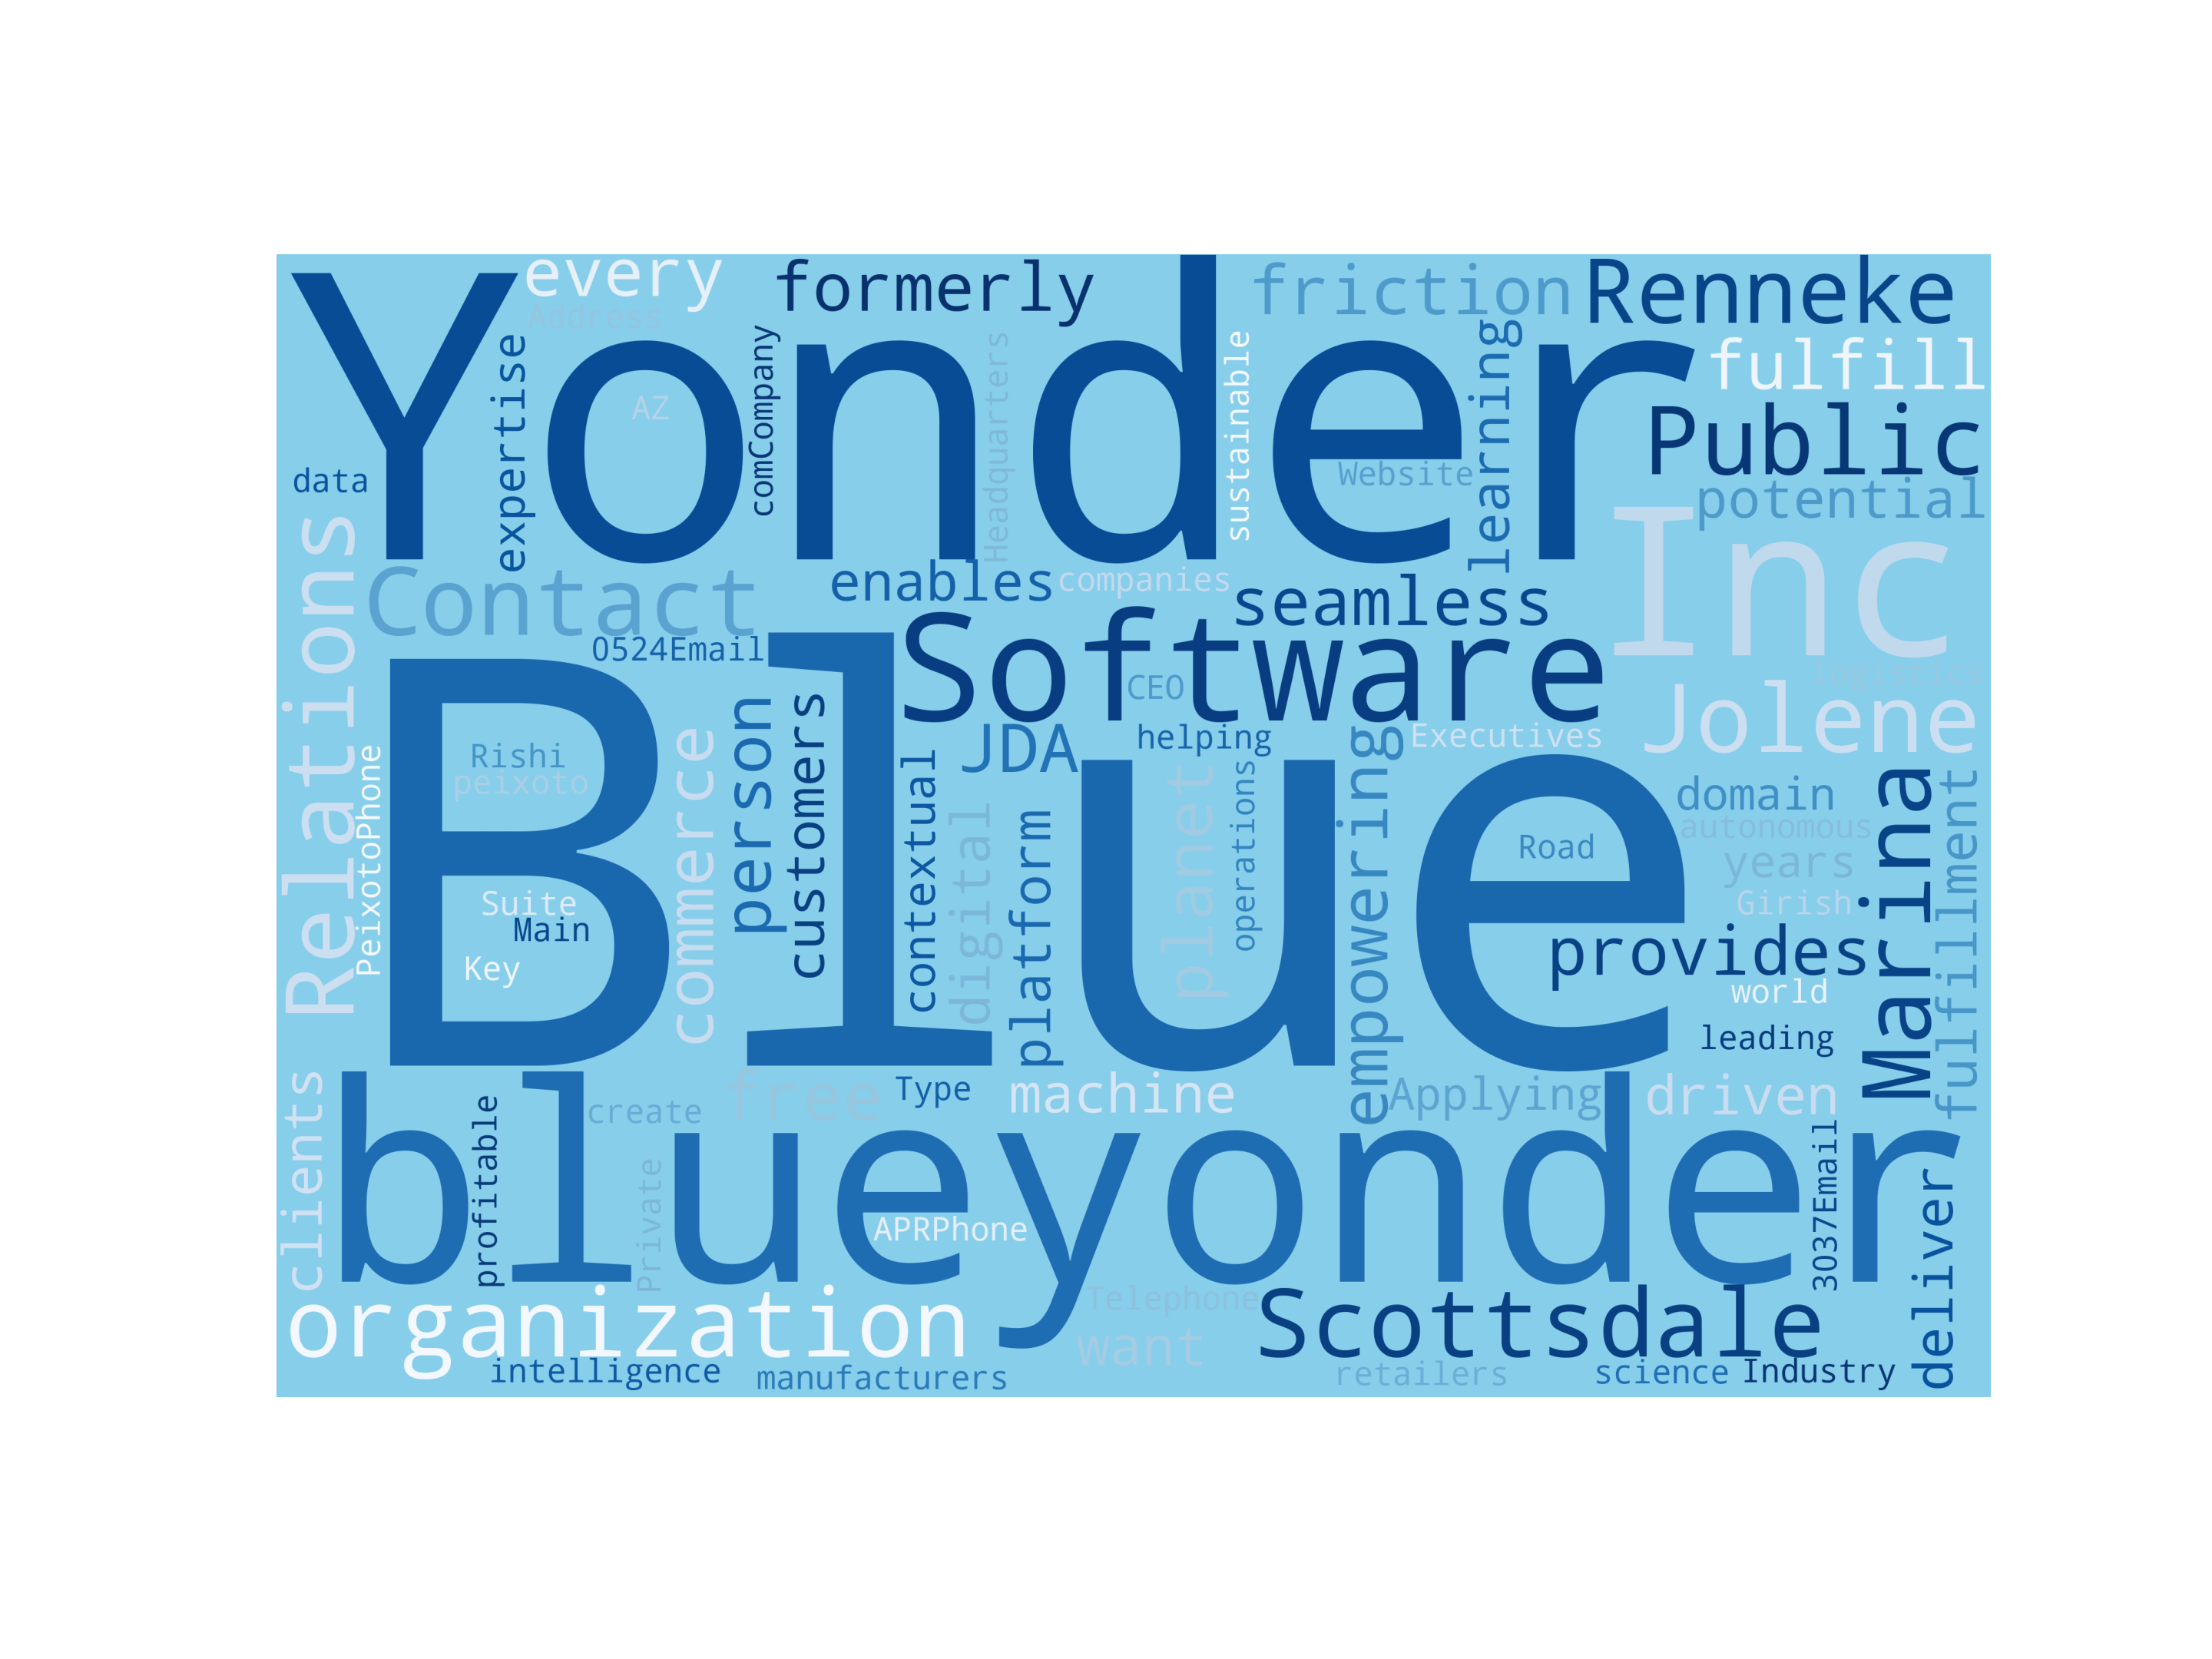 every
formerly
friction
Renneke
Address
Yonder
fulfill
expertise
comCompany
Headquarters
sustainable
learning
AZ
Public
data
Website
potential
Inc
Relations
Contact
enables
companies
seamless
0524Email
Software
CEO
Jolene
JDA
helping
Executives
Blue
Rishi
peixoto
PeixotoPhone
commerce
person
customers
contextual
digital
platform
planet
operations
empowering
domain
autonomous
Road
years
Marina
fulfillment
Suite
Main
Key
Girish
provides
world
leading
clients
create
free
Type
machine
Applying
driven
profitable
blueyonder
Private
APRPhone
3037Email
deliver
organization
Telephone
want
Scottsdale
intelligence
manufacturers
retailers
science
Industry